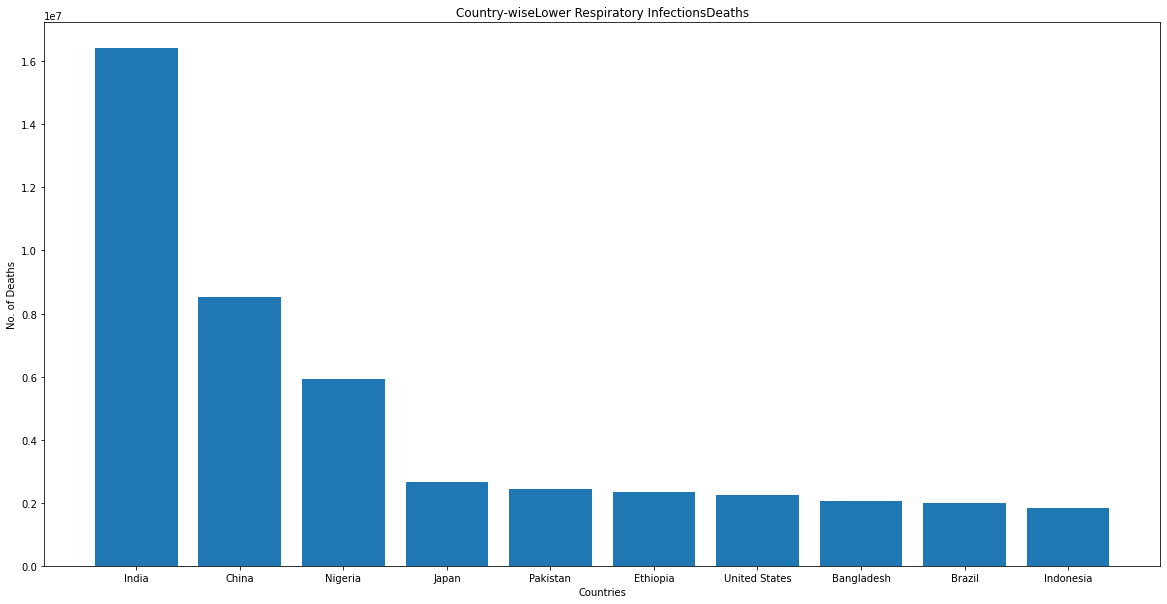 Country-wiseLower Respiratory InfectionsDeaths
1e7
1.6
1.4
1.2
1.0
0.8
0.6
0.4
0.2
0.0
No. of Deaths
India China Nigeria Japan Pakistan Ethiopia United States Bangladesh Brazil Indonesia
Countries